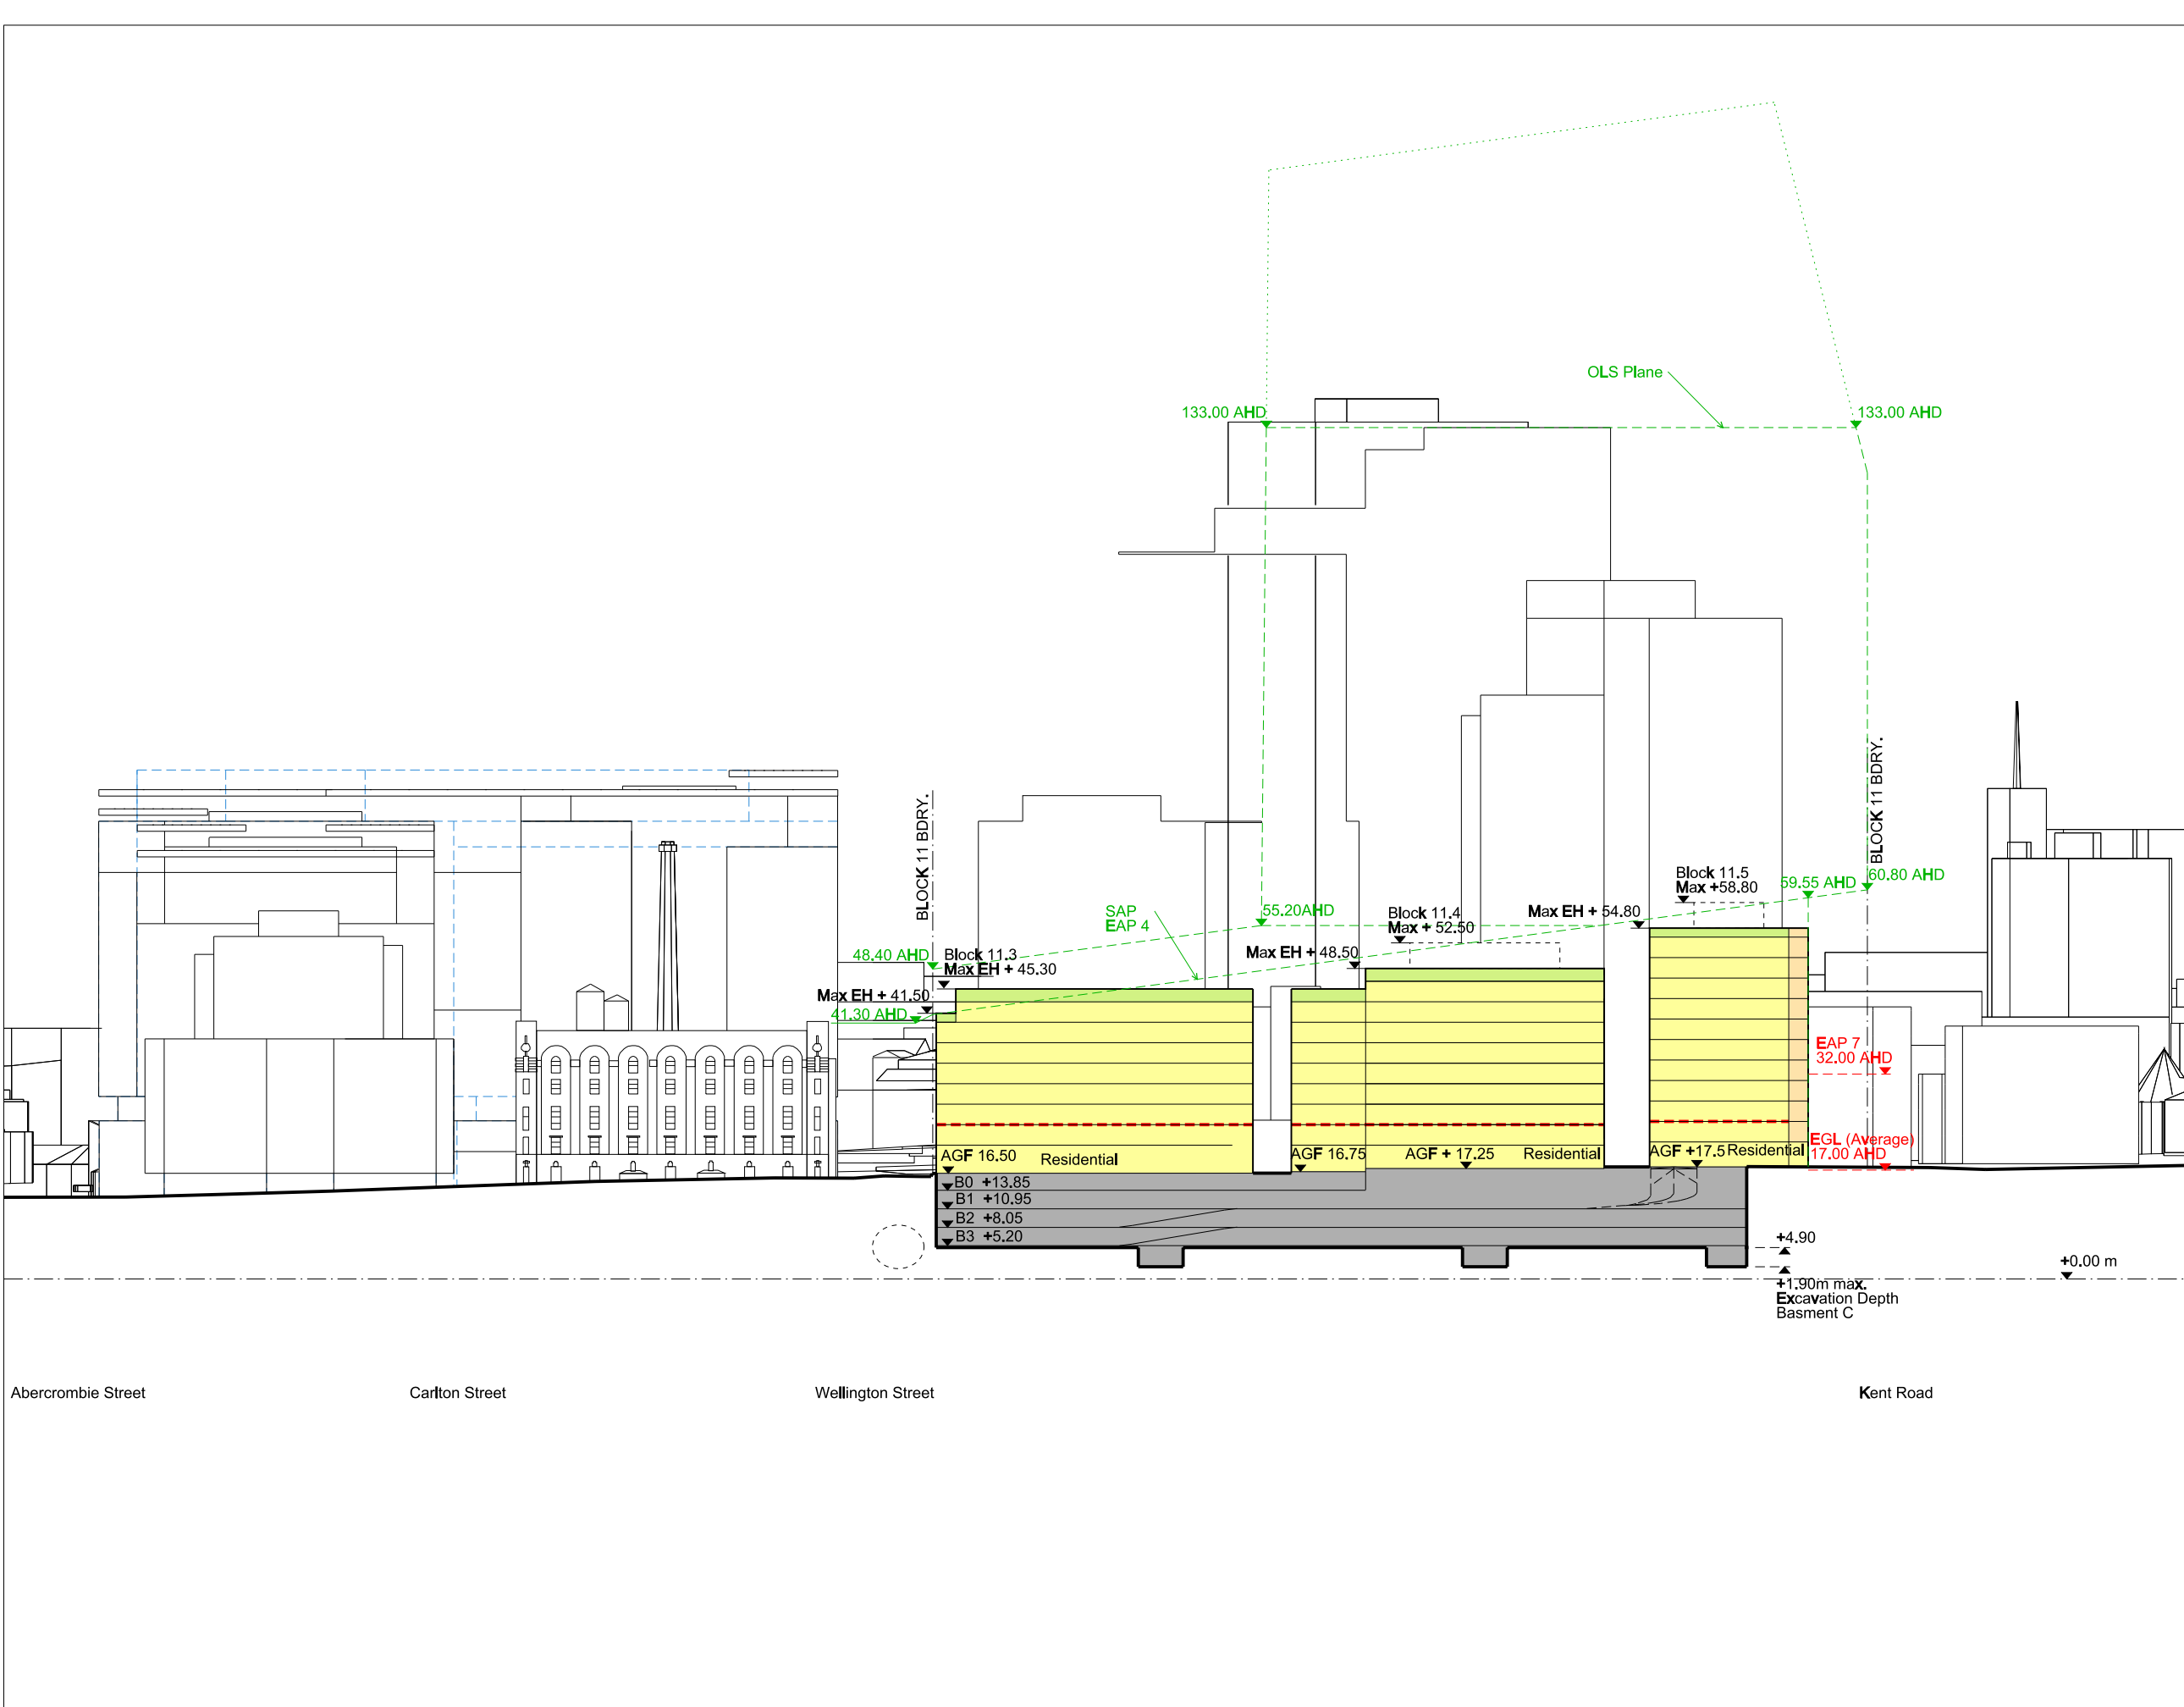 OLS Plane
133.00 AHD
133.00 AHD
BLOCK 11 BDRY.
BLOCK 11 BDRY.
Block 11.5
Max +58.80
59.55 AHD
60.80 AHD
SAP
EAP 4
55.20AHD
Block 11.4
Max + 52.50
Max EH + 54.80
48.40 AHD
Block 11.3
Max EH + 45.30
Max EH + 48.50
Max EH + 41.50
41.30 AHD
EAP 7
32.00 AHD
AGF 16.50
Residential
AGF 16.75
AGF + 17.25
Residential
AGF +17.5
Residential
EGL (Average)
17.00 AHD
B0 +13.85
B1 +10.95
B2 +8.05
B3 +5.20
+4.90
+0.00 m
+1.90m max.
Excavation Depth
Basment C
Abercrombie Street
Carlton Street
Wellington Street
Kent Road